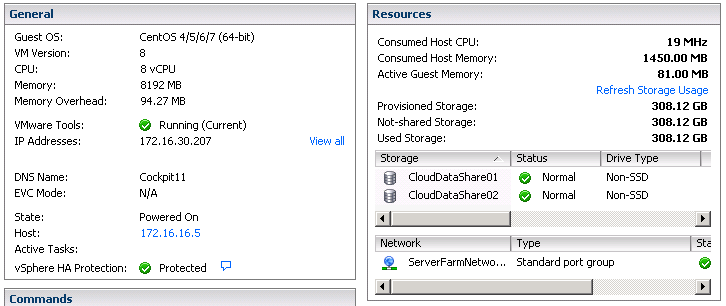 General
Guest OS: CentOS 4/5/6/7 (64-bit)
VM Version: 8
CPU: 8 vCPU
Memory: 8192 MB
Memory Overhead: 94.27 MB
VMware Tools: Running (Current)
IP Addresses: 172.16.30.207 View all
DNS Name: Cockpit11
EVC Mode: N/A
State: Powered On
Host: 172.16.16.5
Active Tasks:
vSphere HA Protection: Protected
Commands
Resources
Consumed Host CPU: 19 MHz
Consumed Host Memory: 1450.00 MB
Active Guest Memory: 81.00 MB
Refresh Storage Usage
Provisioned Storage: 308.12 GB
Not-shared Storage: 308.12 GB
Used Storage: 308.12 GB
Storage Status Drive Type
CloudDataShare01 Normal Non-SSD
CloudDataShare02 Normal Non-SSD
Network Type Sta
ServerFarmNetwo... Standard port group